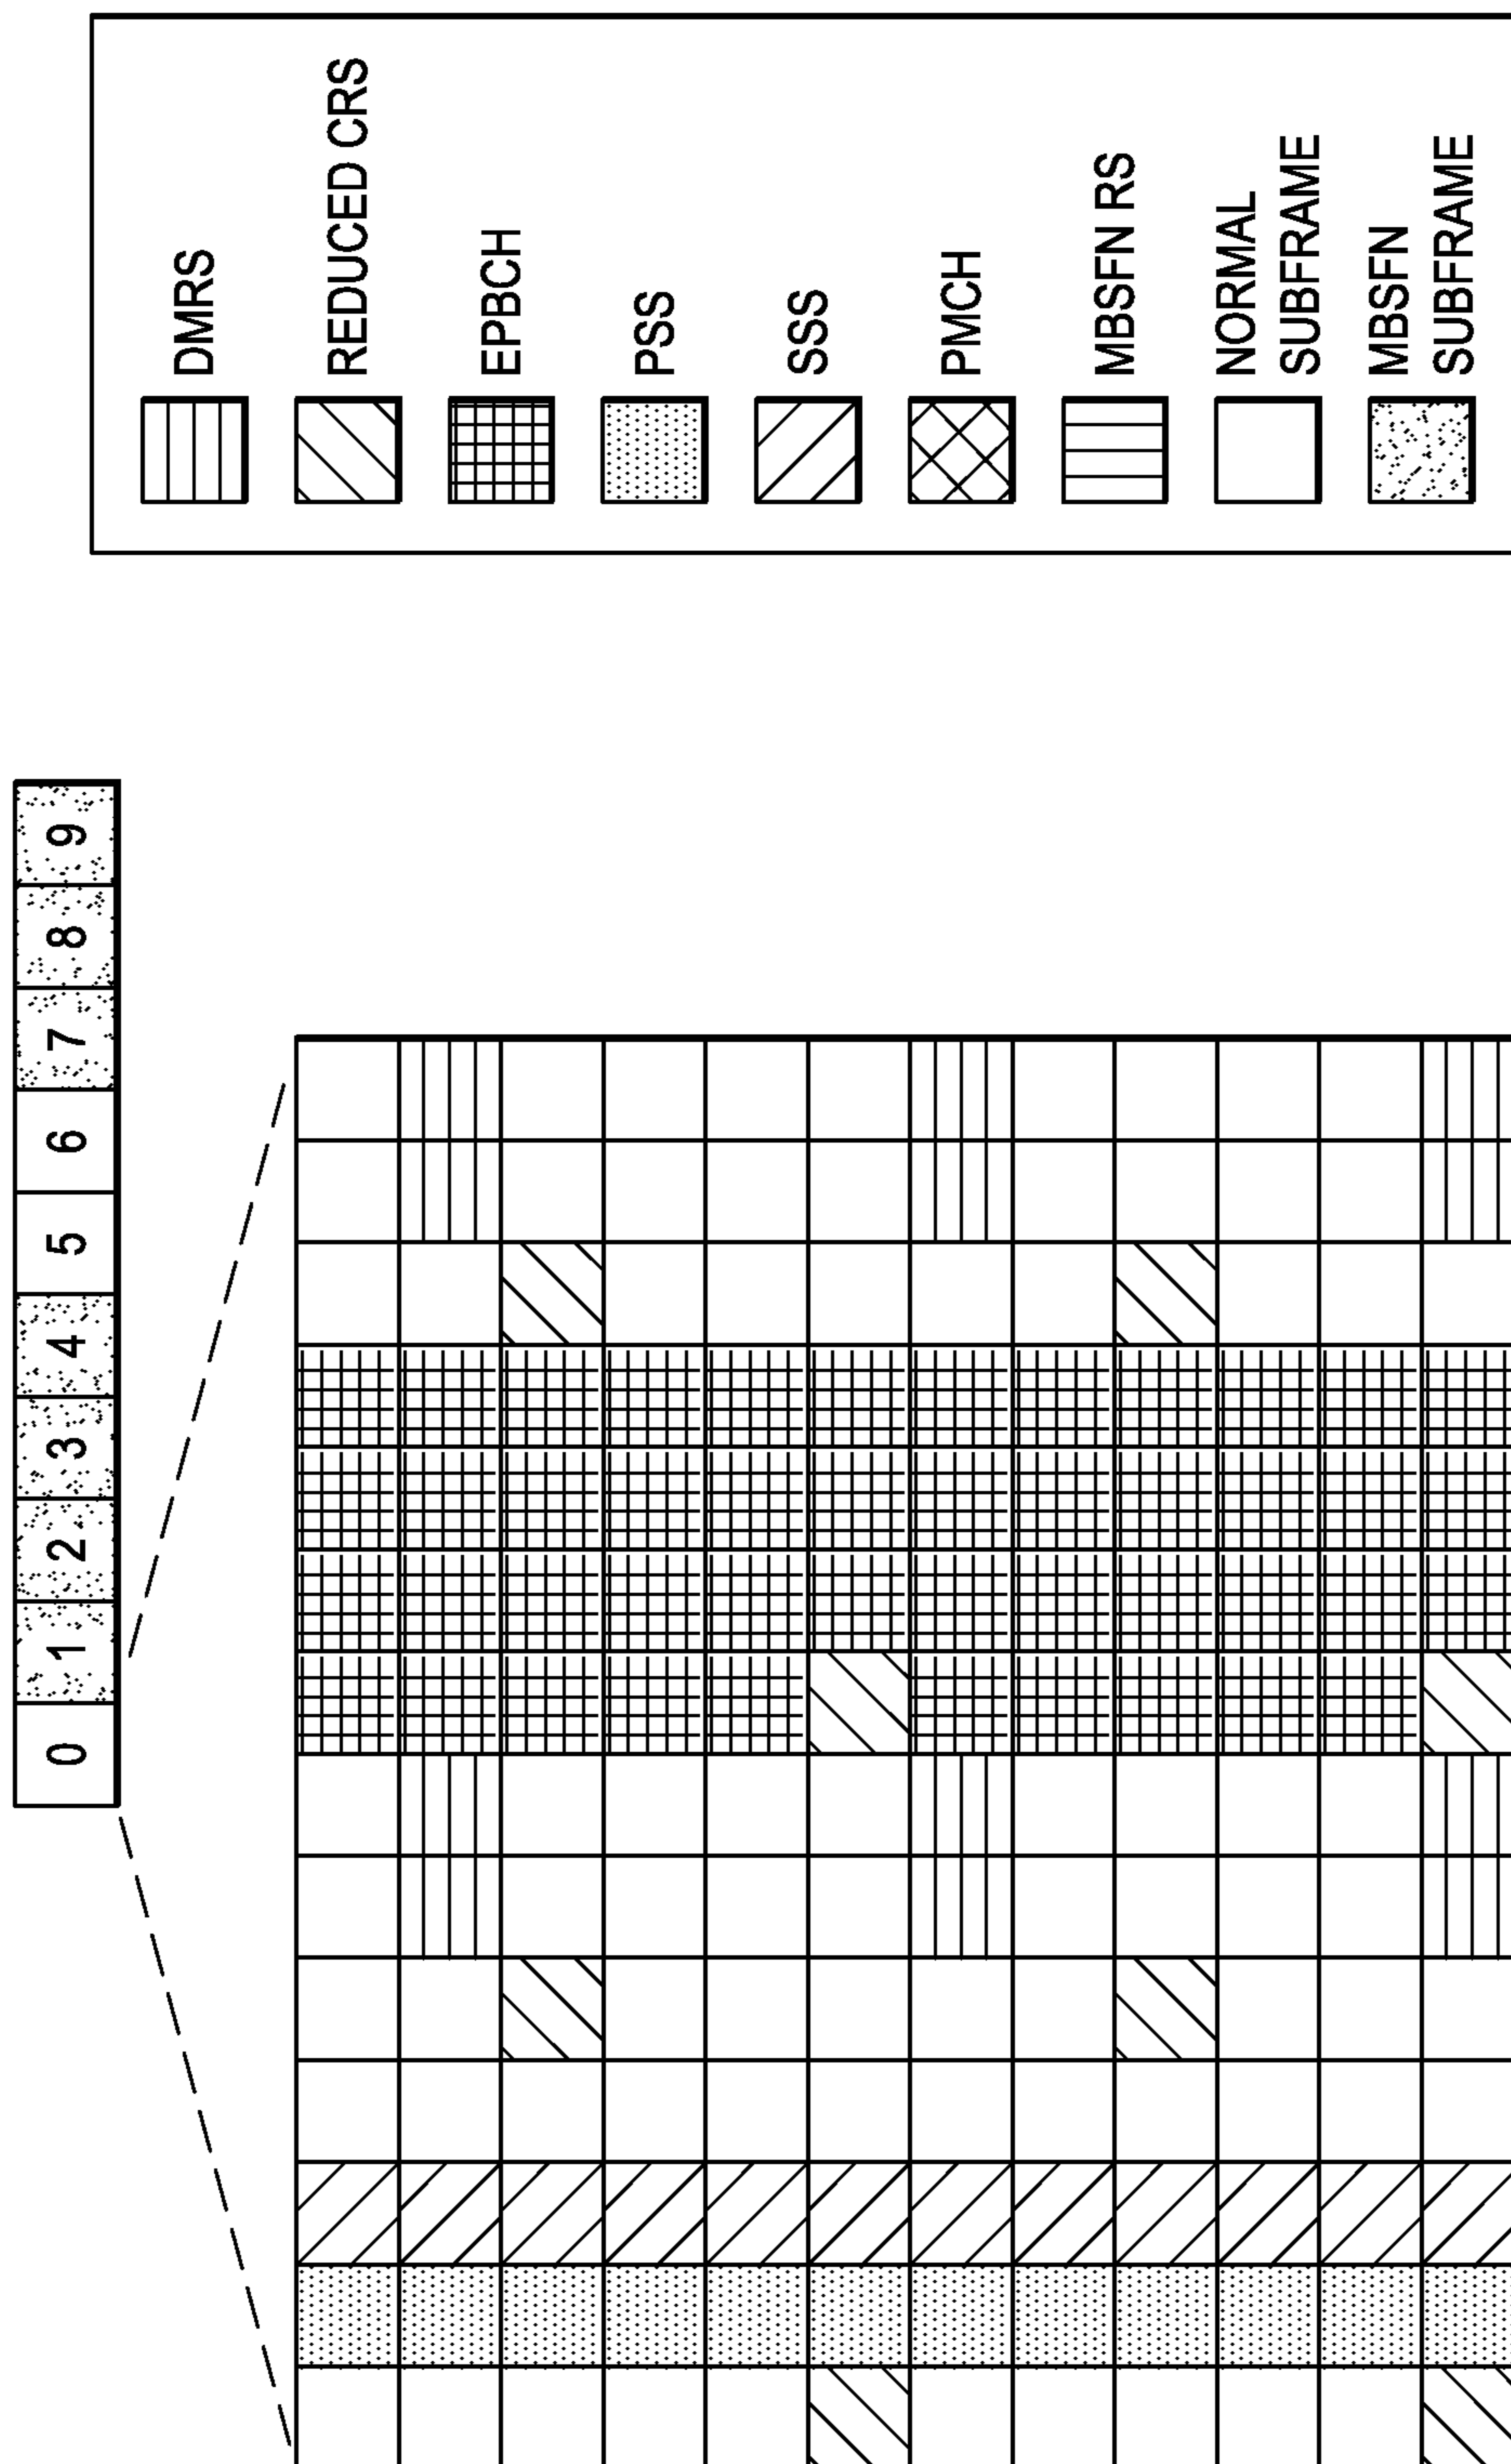 0 1 2 3 4 5 6 7 8 9
DMRS
REDUCED CRS
EPBCH
PSS
SSS
PMCH
MBSFN RS
NORMAL
SUBFRAME
MBSFN
SUBFRAME